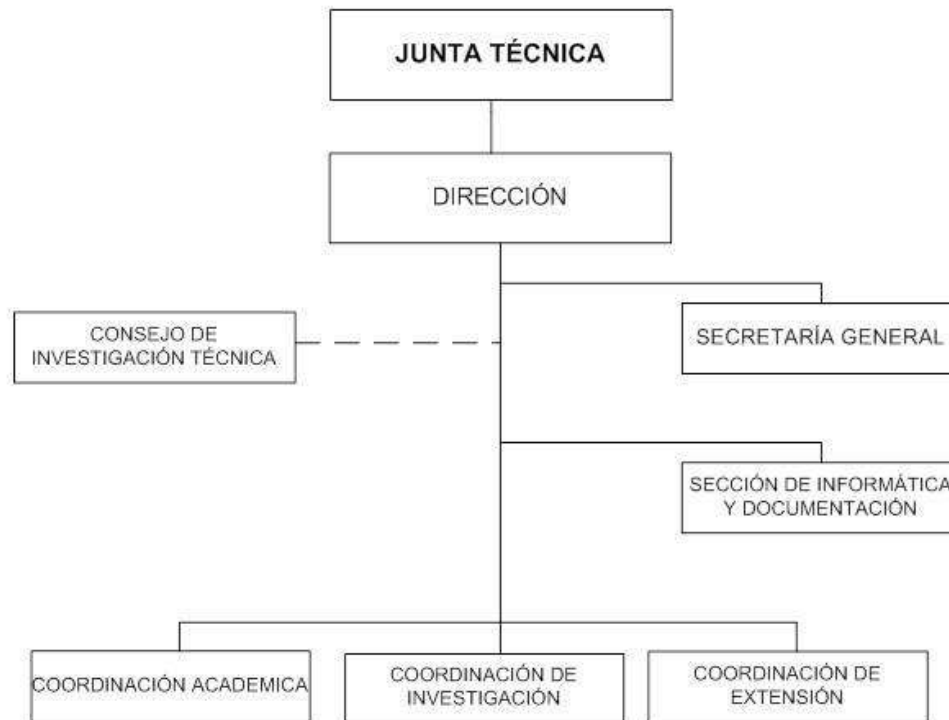 JUNTA TÉCNICA
DIRECCIÓN
CONSEJO DE
INVESTIGACIÓN TÉCNICA
SECRETARÍA GENERAL
SECCIÓN DE INFORMÁTICA
Y DOCUMENTACIÓN
COORDINACIÓN ACADEMICA
COORDINACIÓN DE
INVESTIGACIÓN
COORDINACIÓN DE
EXTENSIÓN